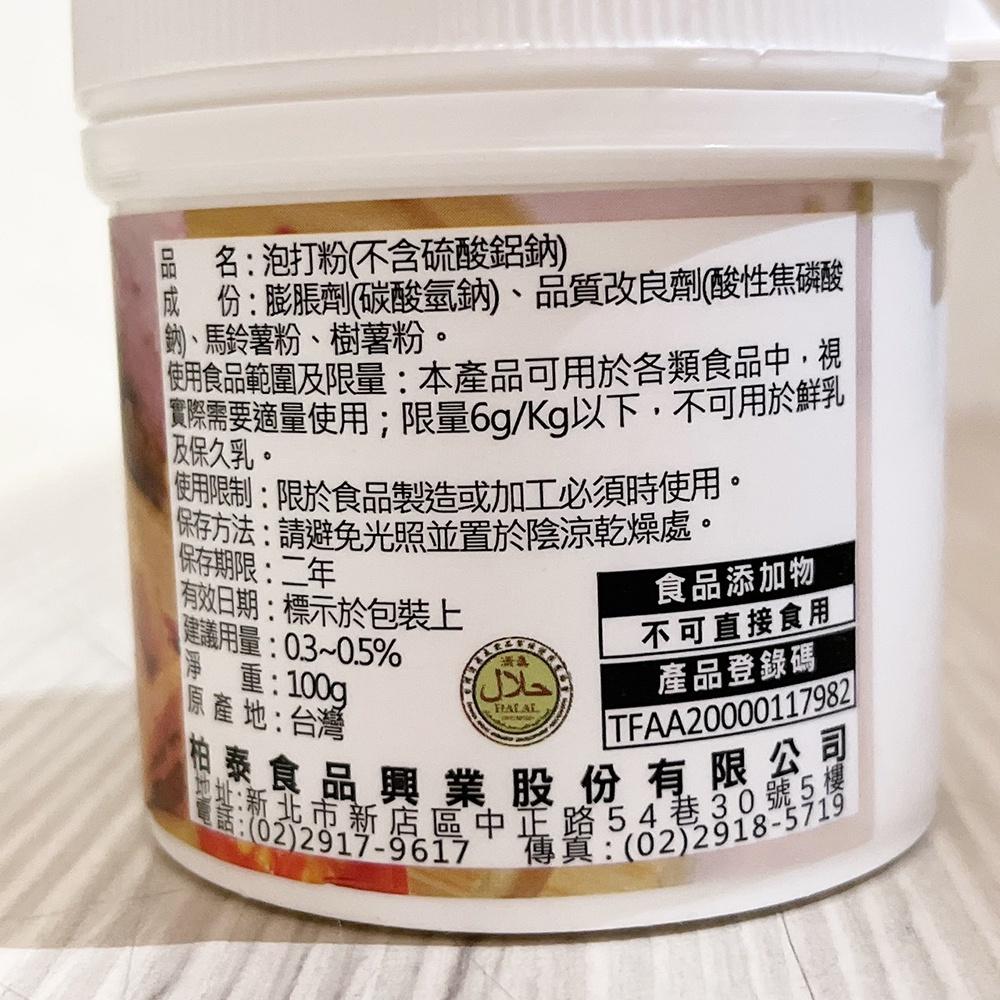 品　　名：泡打粉(不含硫酸鋁鈉)
成　　份：膨脹劑(碳酸氫鈉)、品質改良劑(酸性焦磷酸
鈉)、馬鈴薯粉、樹薯粉。
使用食品範圍及限量：本產品可用於各類食品中，視
實際需要適量使用；限量6g/Kg以下，不可用於鮮乳
及保久乳。
使用限制：限於食品製造或加工必須時使用。
保存方法：請避免光照並置於陰涼乾燥處。
保存期限：二年
有效日期：標示於包裝上
建議用量：0.3~0.5%
淨　　重：100g
原 產 地：台灣
清真
حلال
HALAL
食品添加物
不可直接食用
產品登錄碼
TFAA20000117982
柏泰食品興業股份有限公司
地址:新北市新店區中正路54巷30號5樓
電話:(02)2917-9617　傳真:(02)2918-5719